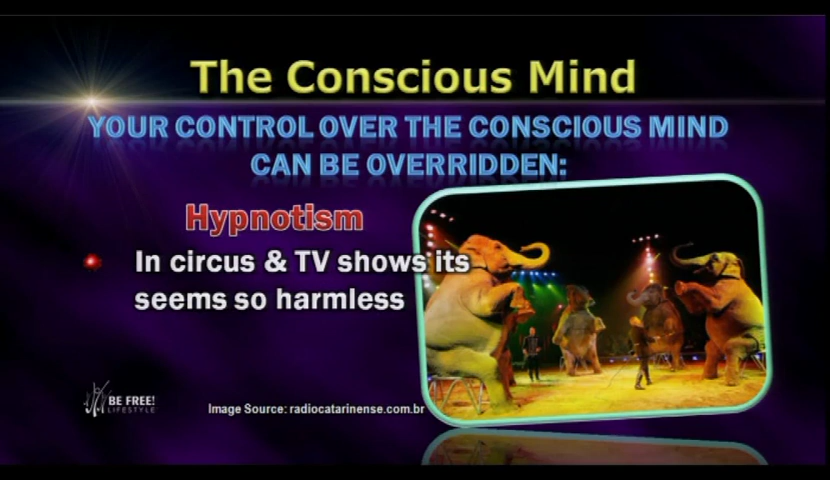 The Conscious Mind
YOUR CONTROL OVER THE CONSCIOUS MIND
CAN BE OVERRIDDEN:
Hypnotism
In circus & TV shows its
seems so harmless
BE FREE!
LIFESTYLE
Image Source: radiocatarinense.com.br